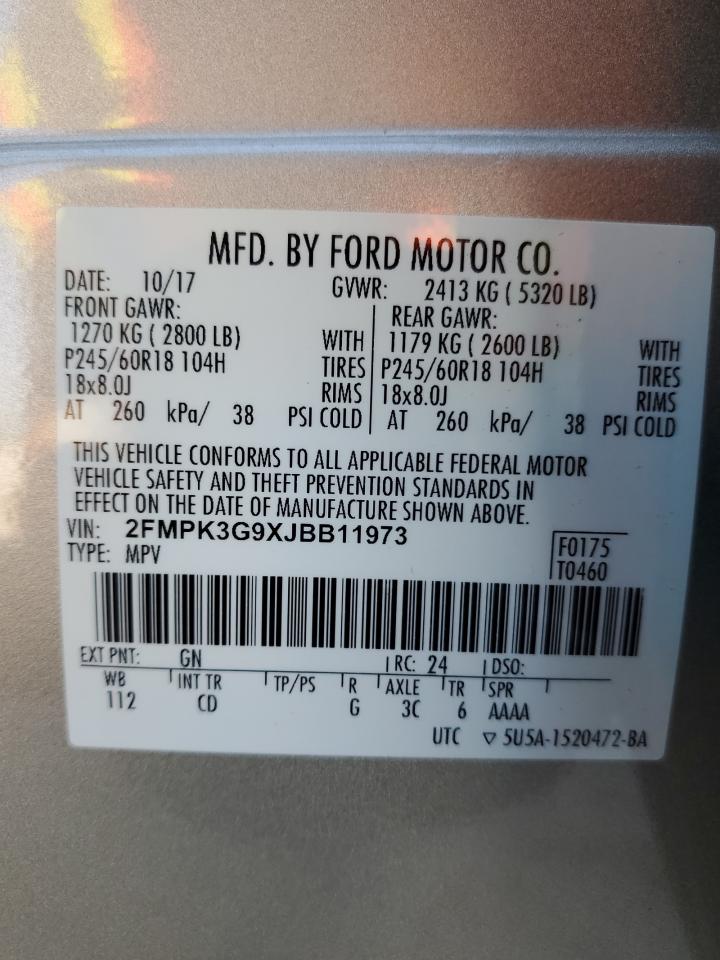 MFD. BY FORD MOTOR CO.
DATE: 10/17 GVWR: 2413 KG ( 5320 LB)
FRONT GAWR: REAR GAWR:
1270 KG ( 2800 LB) WITH 1179 KG ( 2600 LB) WITH
P245/60R18 104H TIRES P245/60R18 104H TIRES
18x8.0J RIMS 18x8.0J RIMS
AT 260 kPa/ 38 PSI COLD AT 260 kPa/ 38 PSI COLD
THIS VEHICLE CONFORMS TO ALL APPLICABLE FEDERAL MOTOR
VEHICLE SAFETY AND THEFT PREVENTION STANDARDS IN
EFFECT ON THE DATE OF MANUFACTURE SHOWN ABOVE.
VIN: 2FMPK3G9XJBB11973 F0175
TYPE: MPV T0460
EXT PNT: GN RC: 24 DSO:
WB INT TR TP/PS R AXLE TR SPR
112 CD G 3C 6 AAAA
UTC ▽ 5U5A-1520472-BA